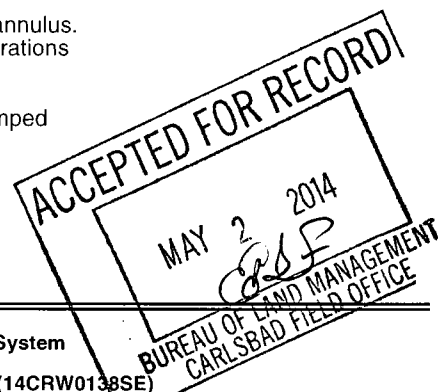 annulus.
rations
mped
ACCEPTED FOR RECORD
MAY 2 2014
BUREAU OF LAND MANAGEMENT
CARLSBAD FIELD OFFICE
System
(14CRW0138SE)